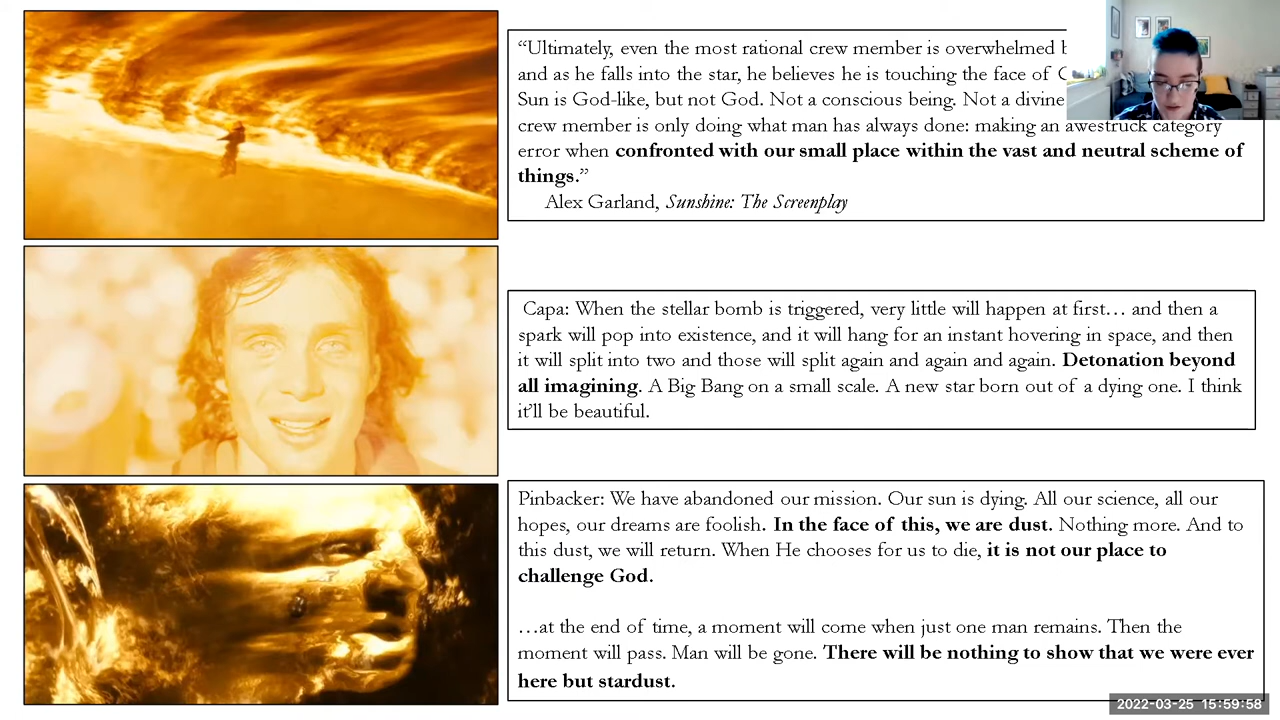 “Ultimately, even the most rational crew member is overwhelmed
and as he falls into the star, he believes he is touching the face of
Sun is God-like, but not God. Not a conscious being. Not a divine
crew member is only doing what man has always done: making an awestruck category
error when confronted with our small place within the vast and neutral scheme of
things.”
Alex Garland, Sunshine: The Screenplay
Capa: When the stellar bomb is triggered, very little will happen at first… and then a
spark will pop into existence, and it will hang for an instant hovering in space, and then
it will split into two and those will split again and again and again. Detonation beyond
all imagining. A Big Bang on a small scale. A new star born out of a dying one. I think
it’ll be beautiful.
Pinbacker: We have abandoned our mission. Our sun is dying. All our science, all our
hopes, our dreams are foolish. In the face of this, we are dust. Nothing more. And to
this dust, we will return. When He chooses for us to die, it is not our place to
challenge God.
…at the end of time, a moment will come when just one man remains. Then the
moment will pass. Man will be gone. There will be nothing to show that we were ever
here but stardust.
2022-03-25 15:59:58